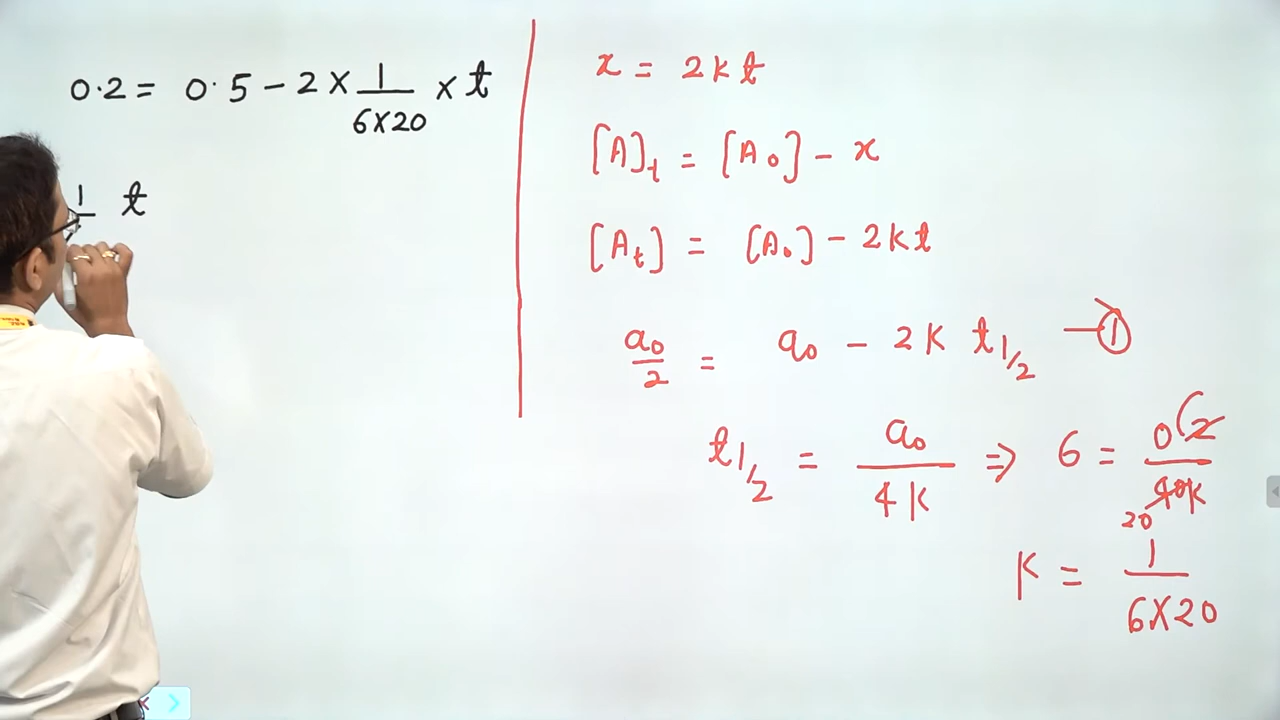 0.2 = 0.5 - 2 × 1/(6×20) × t
1 t
x = 2kt
[A]t = [A₀] - x
[At] = [A₀] - 2kt
a₀/2 = a₀ - 2k t1/2 —①
t1/2 = a₀/4k ⇒ 6 = 0.2/40k
20
k = 1/(6×20)